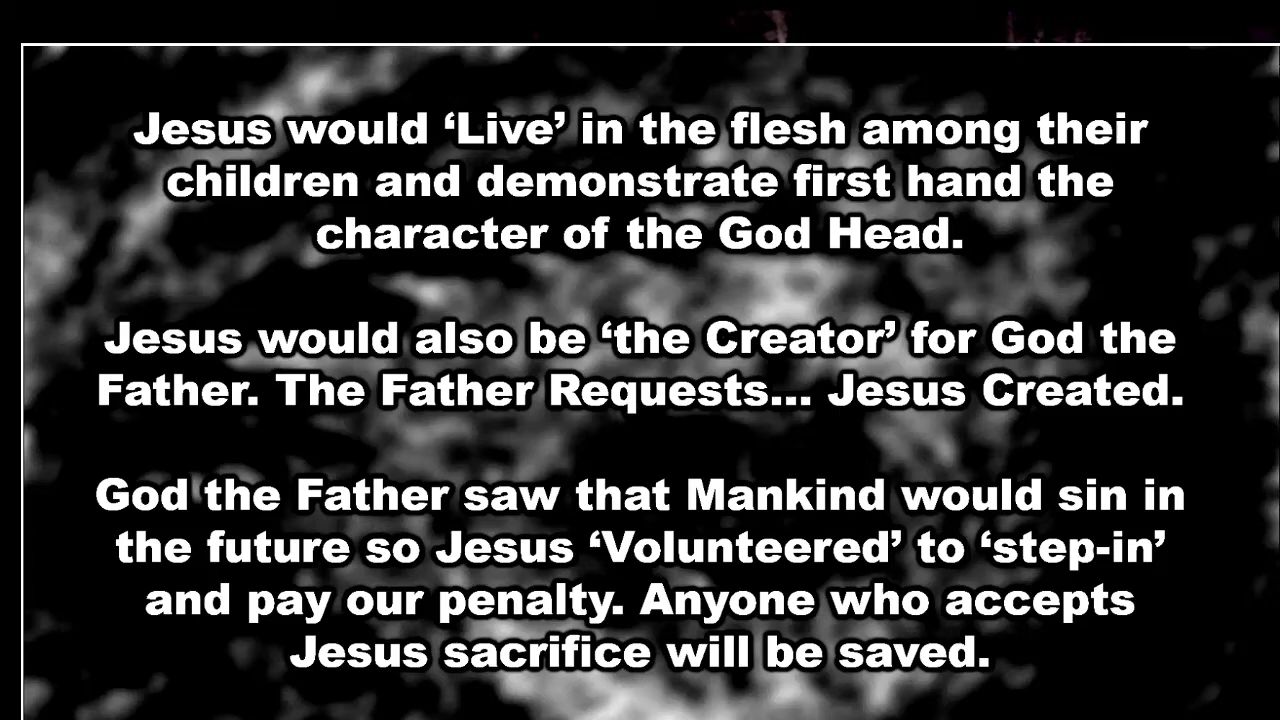 Jesus would ‘Live’ in the flesh among their
children and demonstrate first hand the
character of the God Head.
Jesus would also be ‘the Creator’ for God the
Father. The Father Requests... Jesus Created.
God the Father saw that Mankind would sin in
the future so Jesus ‘Volunteered’ to ‘step-in’
and pay our penalty. Anyone who accepts
Jesus sacrifice will be saved.